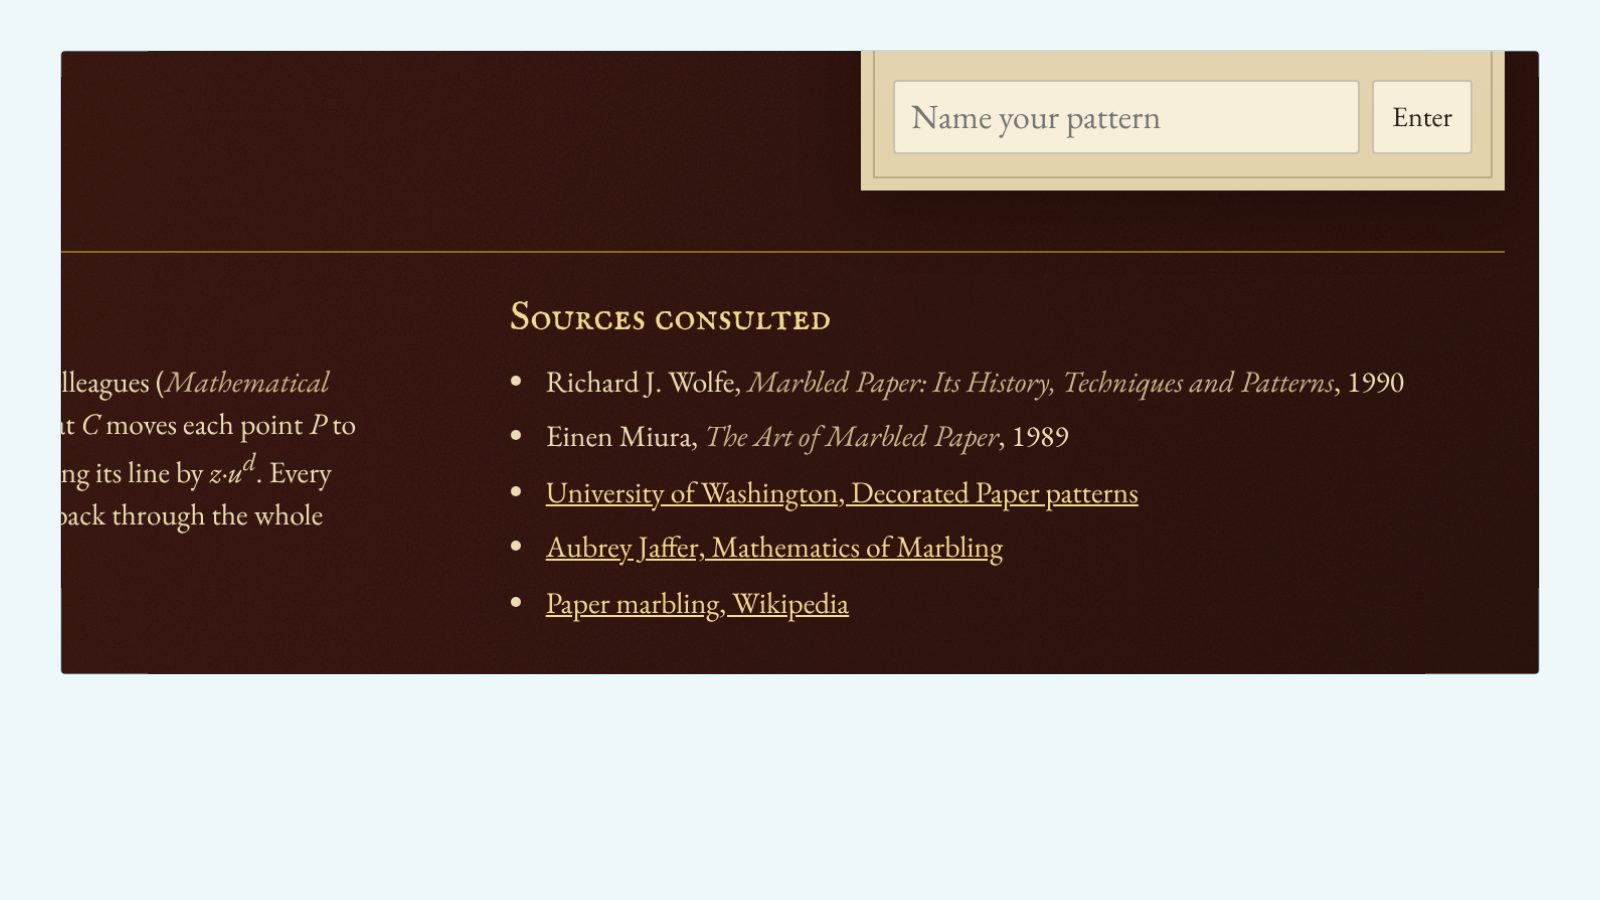 Name your pattern
Enter
lleagues (Mathematical
at C moves each point P to
ng its line by z·u^d. Every
back through the whole
Sources consulted
Richard J. Wolfe, Marbled Paper: Its History, Techniques and Patterns, 1990
Einen Miura, The Art of Marbled Paper, 1989
University of Washington, Decorated Paper patterns
Aubrey Jaffer, Mathematics of Marbling
Paper marbling, Wikipedia